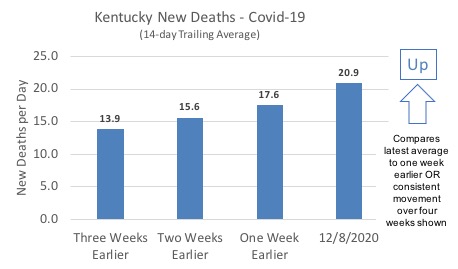 Kentucky New Deaths - Covid-19
(14-day Trailing Average)
25.0
20.0
15.0
10.0
5.0
0.0
New Deaths per Day
13.9
15.6
17.6
20.9
Three Weeks
Earlier
Two Weeks
Earlier
One Week
Earlier
12/8/2020
Up
Compares
latest average
to one week
earlier OR
consistent
movement
over four
weeks shown